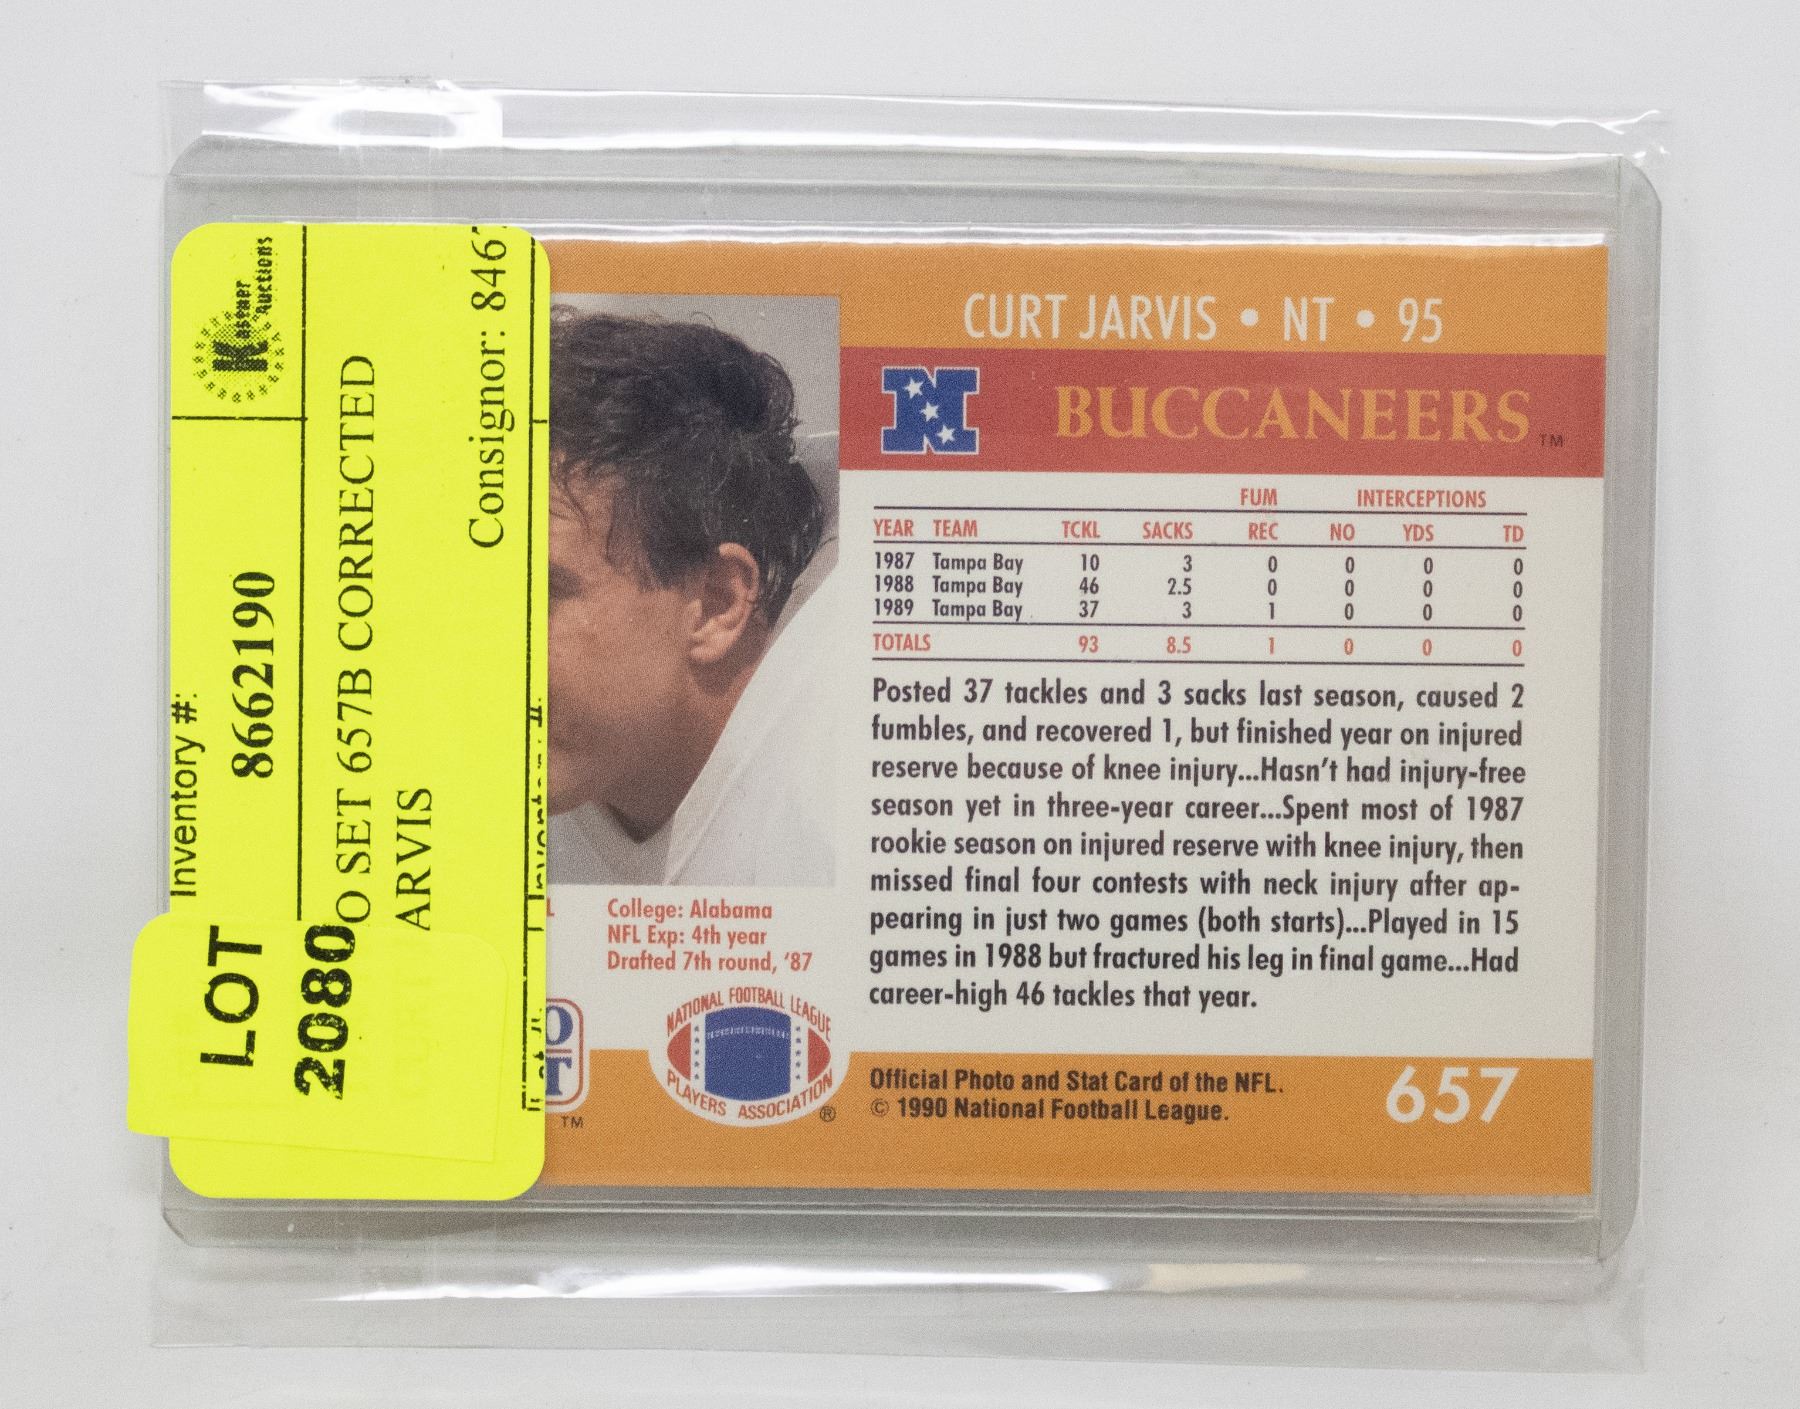 Kastner
Auctions
Inventory #:
8662190
O SET 657B CORRECTED
ARVIS
Consignor: 846
LOT
2080
CURT JARVIS • NT • 95
BUCCANEERS ™
FUM INTERCEPTIONS
YEAR TEAM TCKL SACKS REC NO YDS TD
1987 Tampa Bay 10 3 0 0 0 0
1988 Tampa Bay 46 2.5 0 0 0 0
1989 Tampa Bay 37 3 1 0 0 0
TOTALS 93 8.5 1 0 0 0
Posted 37 tackles and 3 sacks last season, caused 2
fumbles, and recovered 1, but finished year on injured
reserve because of knee injury...Hasn't had injury-free
season yet in three-year career...Spent most of 1987
rookie season on injured reserve with knee injury, then
missed final four contests with neck injury after ap-
pearing in just two games (both starts)...Played in 15
games in 1988 but fractured his leg in final game...Had
career-high 46 tackles that year.
College: Alabama
NFL Exp: 4th year
Drafted 7th round, '87
NATIONAL FOOTBALL LEAGUE
PLAYERS ASSOCIATION ®
™
Official Photo and Stat Card of the NFL.
© 1990 National Football League.
657